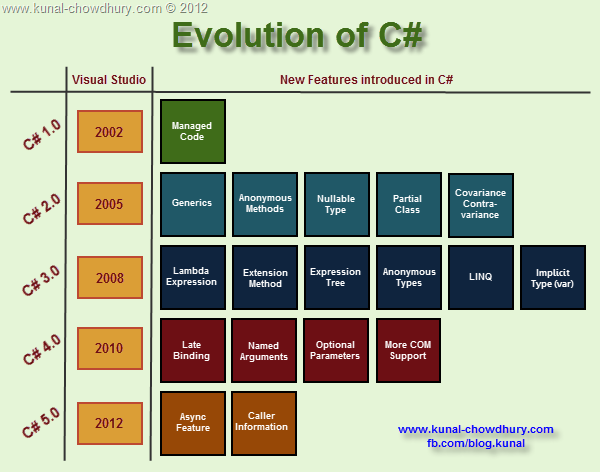 © www.kunal-chowdhury.com © 2012
Evolution of C#
Visual Studio
New Features introduced in C#
C# 1.0
2002
Managed
Code
C# 2.0
2005
Generics
Anonymous
Methods
Nullable
Type
Partial
Class
Covariance
Contra-
variance
C# 3.0
2008
Lambda
Expression
Extension
Method
Expression
Tree
Anonymous
Types
LINQ
Implicit
Type (var)
C# 4.0
2010
Late
Binding
Named
Arguments
Optional
Parameters
More COM
Support
C# 5.0
2012
Async
Feature
Caller
Information
www.kunal-chowdhury.com
fb.com/blog.kunal